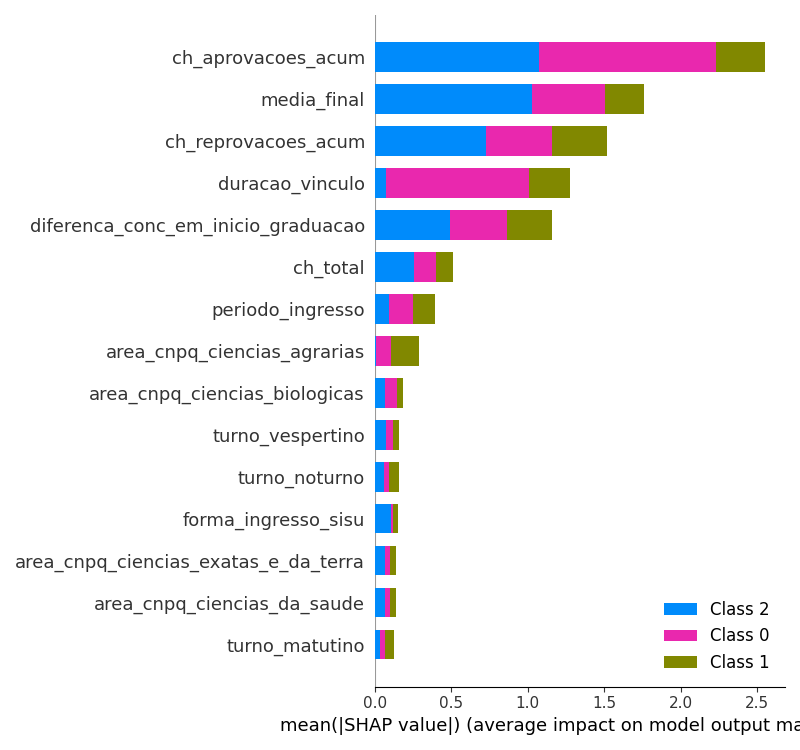 ch_aprovacoes_acum
media_final
ch_reprovacoes_acum
duracao_vinculo
diferenca_conc_em_inicio_graduacao
ch_total
periodo_ingresso
area_cnpq_ciencias_agrarias
area_cnpq_ciencias_biologicas
turno_vespertino
turno_noturno
forma_ingresso_sisu
area_cnpq_ciencias_exatas_e_da_terra
area_cnpq_ciencias_da_saude
turno_matutino
Class 2
Class 0
Class 1
0.0 0.5 1.0 1.5 2.0 2.5
mean(|SHAP value|) (average impact on model output ma